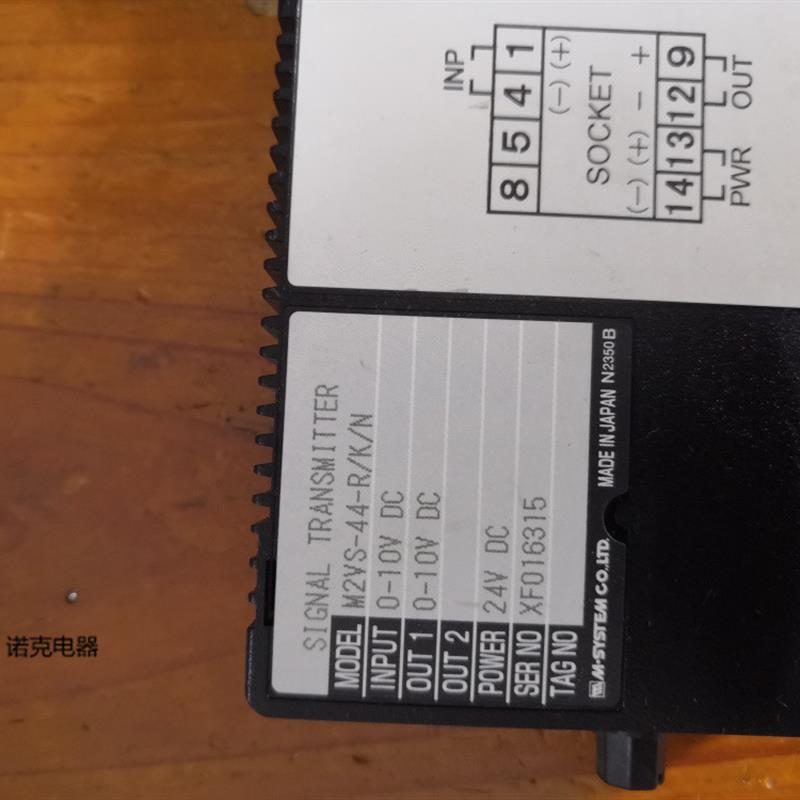 INP
8 5 4 1
(−) (+)
SOCKET
(−) (+) − +
14 13 12 9
PWR OUT
SIGNAL TRANSMITTER
MODEL M2VS-44-R/K/N
INPUT 0-10V DC
OUT 1 0-10V DC
OUT 2
POWER 24V DC
SER NO XF016315
TAG NO
M-SYSTEM CO.,LTD. MADE IN JAPAN N2350B
诺克电器